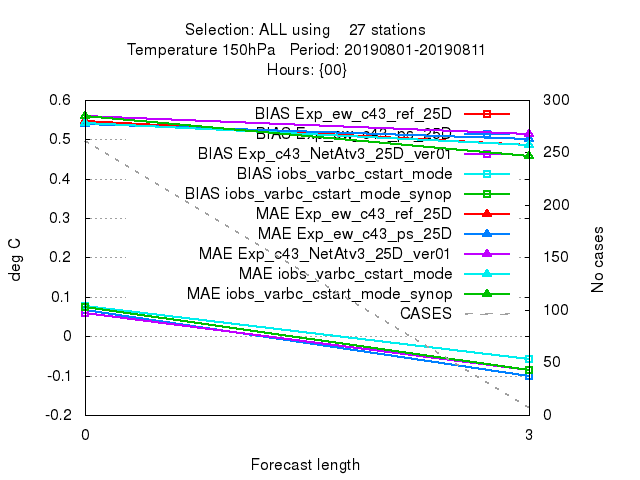 Selection: ALL using 27 stations
Temperature 150hPa Period: 20190801-20190811
Hours: {00}
0.6
0.5
0.4
0.3
0.2
0.1
0
-0.1
-0.2
deg C
BIAS Exp_ew_c43_ref_25D
BIAS Exp_ew_c43_ps_25D
BIAS Exp_c43_NetAtv3_25D_ver01
BIAS iobs_varbc_cstart_mode
BIAS iobs_varbc_cstart_mode_synop
MAE Exp_ew_c43_ref_25D
MAE Exp_ew_c43_ps_25D
MAE Exp_c43_NetAtv3_25D_ver01
MAE iobs_varbc_cstart_mode
MAE iobs_varbc_cstart_mode_synop
CASES
300
250
200
150
100
50
0
No cases
0 3
Forecast length